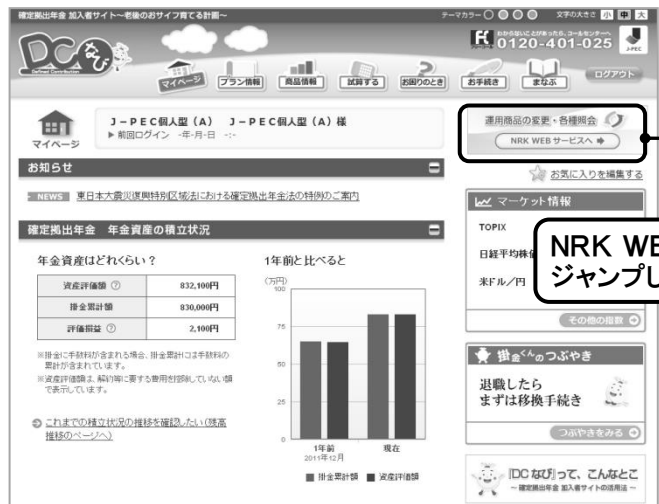 確定拠出年金 加入者サイト～老後のおサイフ育てる計画～
テーマカラー
文字の大きさ 小 中 大
DCなび
Defined Contribution
わからないことがあったら、コールセンターへ
0120-401-025
J-PEC
マイページ
プラン情報
商品情報
試算する
お困りのとき
お手続き
まなぶ
ログアウト
マイページ
J－PEC個人型（A） J－PEC個人型（A）様
▶ 前回ログイン -年-月-日 -:-
運用商品の変更・各種照会
NRK WEB サービスへ
お知らせ
お気に入りを編集する
NEWS 東日本大震災復興特別区域法における確定拠出年金法の特例のご案内
マーケット情報
TOPIX
日経平均株
米ドル/円
NRK WE
ジャンプし
その他の指数
確定拠出年金 年金資産の積立状況
年金資産はどれくらい？
資産評価額 ? 832,100円
掛金累計額 830,000円
評価損益 ? 2,100円
※掛金に手数料が含まれる場合、掛金累計には手数料の
累計が含まれています。
※資産評価額は、解約等に要する費用を控除していない額
で表示しています。
これまでの積立状況の推移を確認したい(残高
推移のページへ)
1年前と比べると
(万円)
100
75
50
25
0
1年前
2011年12月
現在
掛金累計額 資産評価額
掛金くんのつぶやき
退職したら
まずは移換手続き
つぶやきをみる
『DCなび』って、こんなとこ
～ 確定拠出年金 加入者サイトの活用法 ～